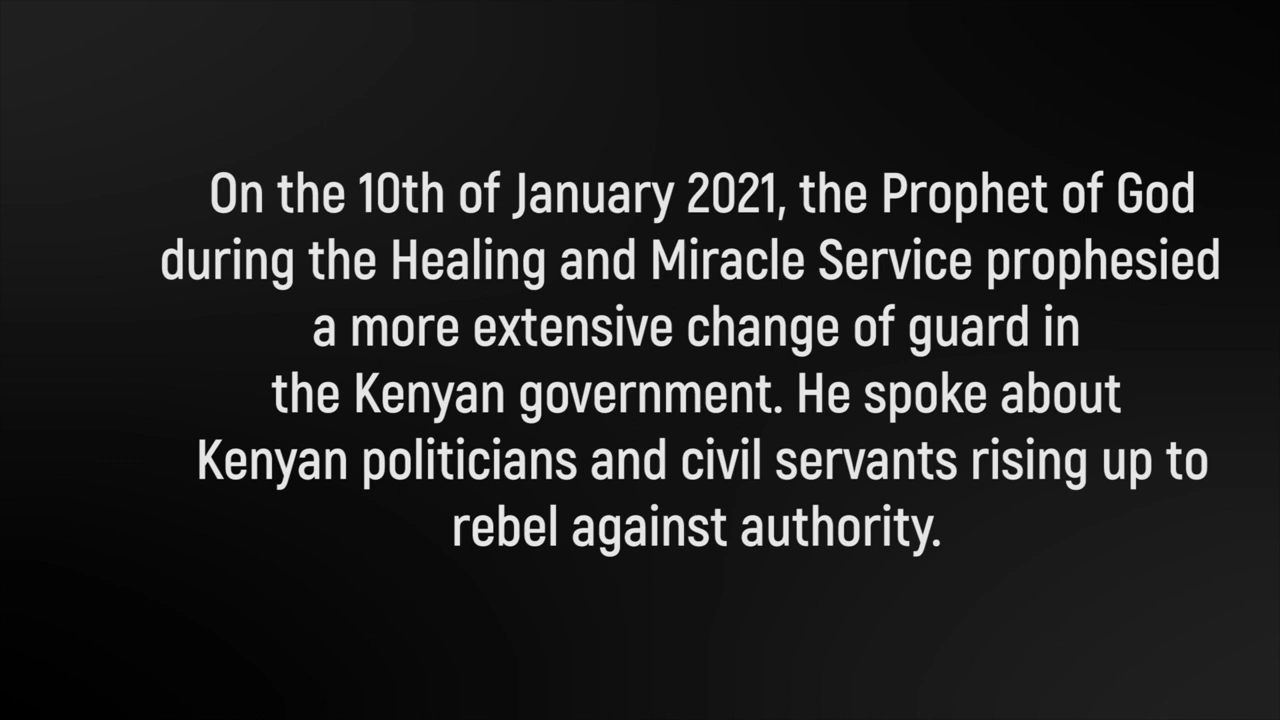 On the 10th of January 2021, the Prophet of God
during the Healing and Miracle Service prophesied
a more extensive change of guard in
the Kenyan government. He spoke about
Kenyan politicians and civil servants rising up to
rebel against authority.